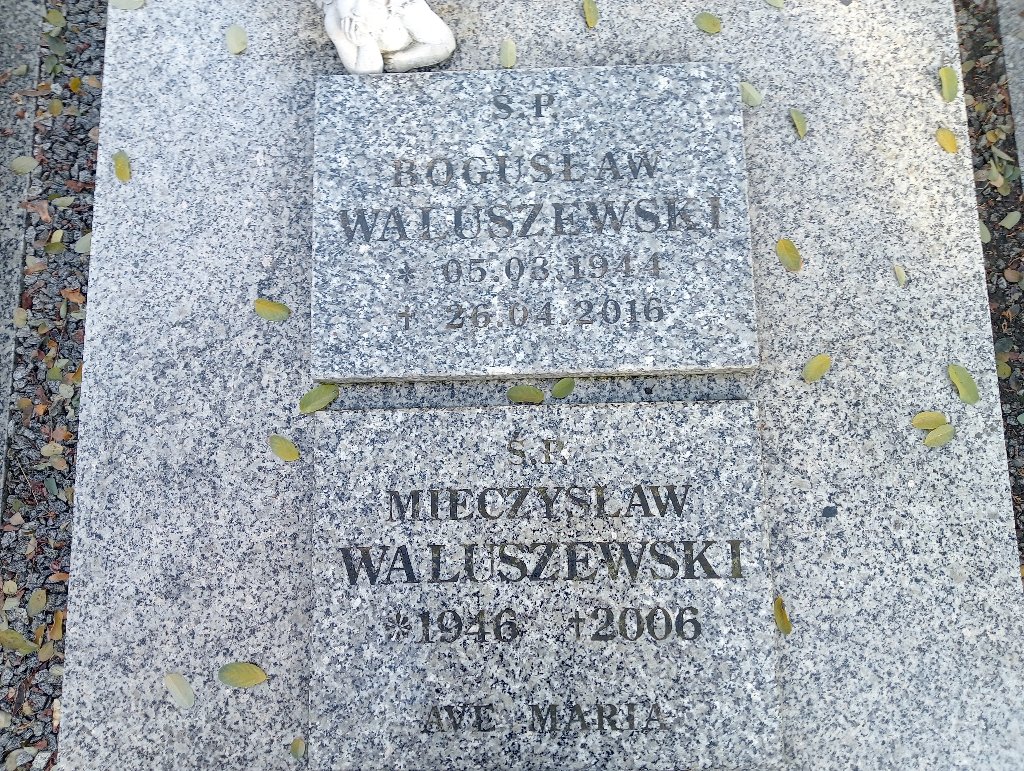 Ś.P.
BOGUSŁAW
WALUSZEWSKI
* 05.03.1944
† 26.04.2016
Ś.P.
MIECZYSŁAW
WALUSZEWSKI
*1946 †2006
AVE MARIA